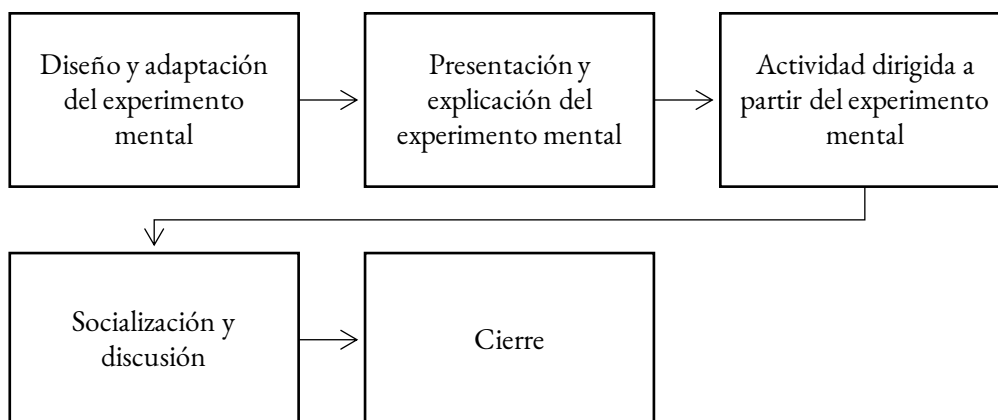 Diseño y adaptación
del experimento
mental
Presentación y
explicación del
experimento mental
Actividad dirigida a
partir del experimento
mental
Socialización y
discusión
Cierre